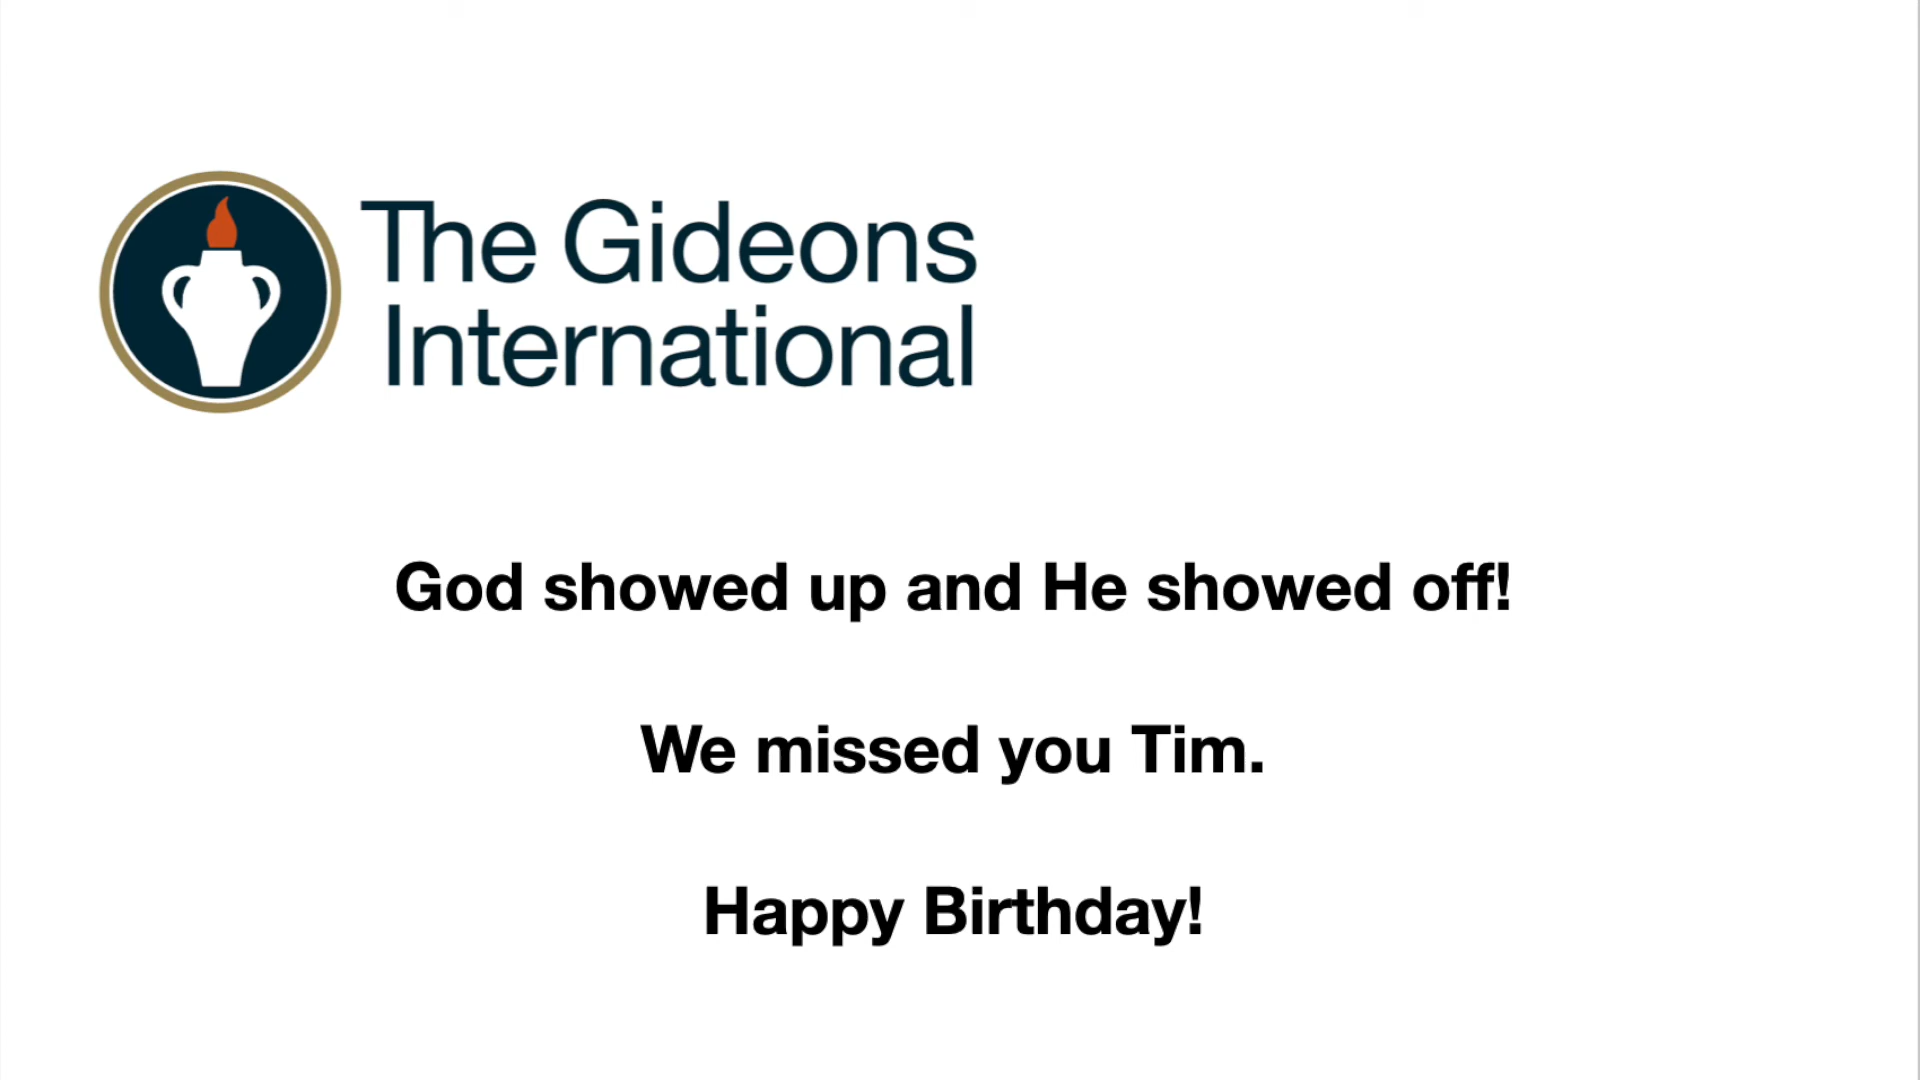 The Gideons
International
God showed up and He showed off!
We missed you Tim.
Happy Birthday!